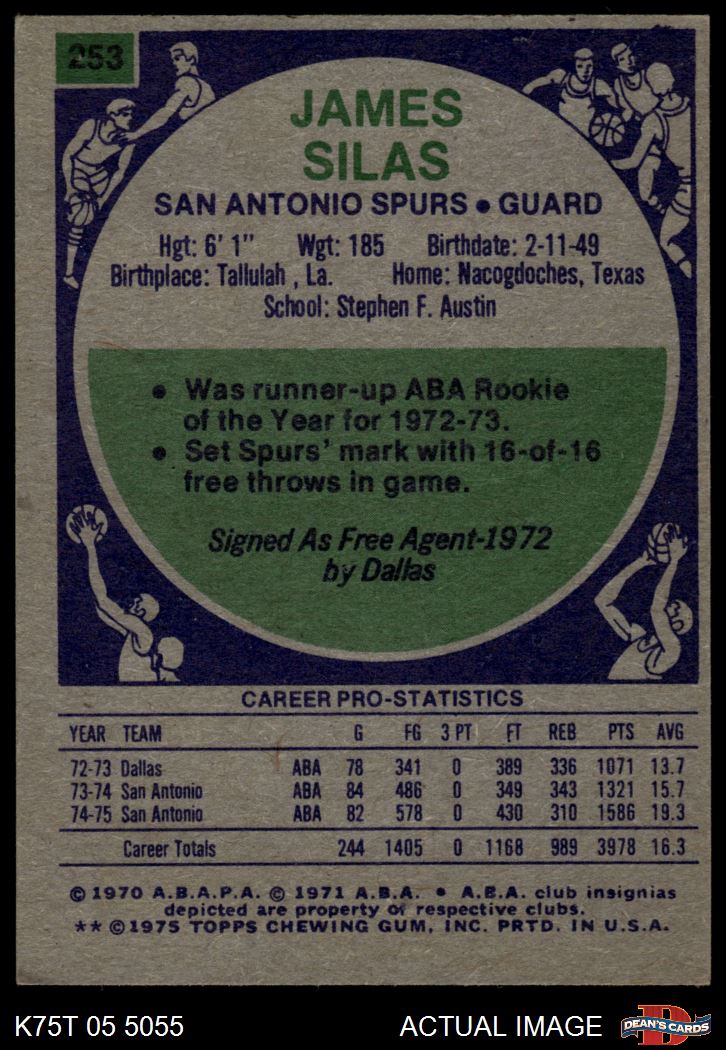 253
JAMES
SILAS
SAN ANTONIO SPURS • GUARD
Hgt: 6' 1" Wgt: 185 Birthdate: 2-11-49
Birthplace: Tallulah , La. Home: Nacogdoches, Texas
School: Stephen F. Austin
• Was runner-up ABA Rookie
of the Year for 1972-73.
• Set Spurs' mark with 16-of-16
free throws in game.
Signed As Free Agent-1972
by Dallas
CAREER PRO-STATISTICS
YEAR TEAM G FG 3 PT FT REB PTS AVG
72-73 Dallas ABA 78 341 0 389 336 1071 13.7
73-74 San Antonio ABA 84 486 0 349 343 1321 15.7
74-75 San Antonio ABA 82 578 0 430 310 1586 19.3
Career Totals 244 1405 0 1168 989 3978 16.3
© 1970 A.B.A.P.A. © 1971 A.B.A. • A.B.A. club insignias
depicted are property of respective clubs.
** © 1975 TOPPS CHEWING GUM, INC. PRTD. IN U.S.A.
K75T 05 5055 ACTUAL IMAGE
D
DEAN'S CARDS